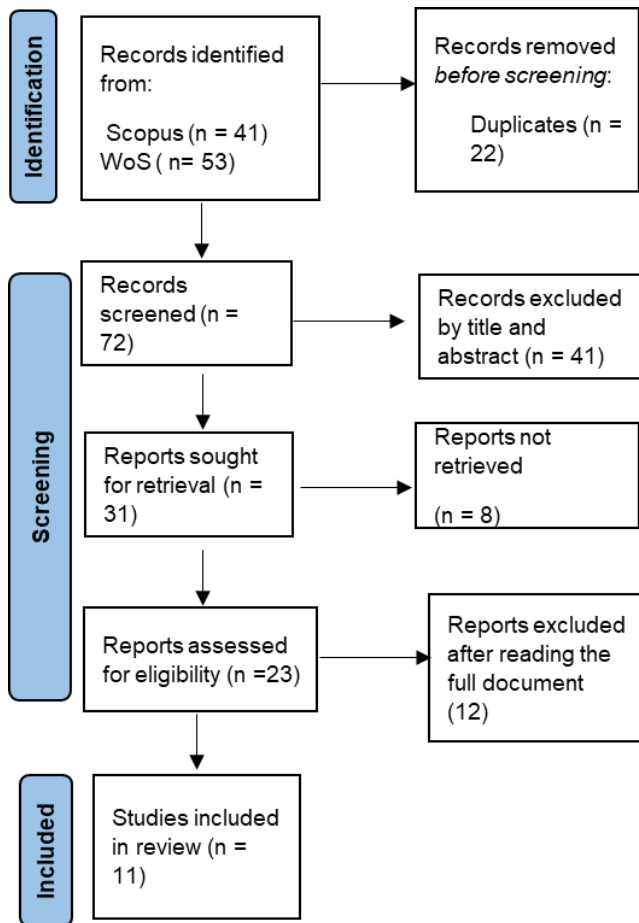 Identification
Records identified
from:
Scopus (n = 41)
WoS ( n= 53)
Records removed
before screening:
Duplicates (n =
22)
Screening
Records
screened (n =
72)
Records excluded
by title and
abstract (n = 41)
Reports sought
for retrieval (n =
31)
Reports not
retrieved
(n = 8)
Reports assessed
for eligibility (n =23)
Reports excluded
after reading the
full document
(12)
Included
Studies included
in review (n =
11)